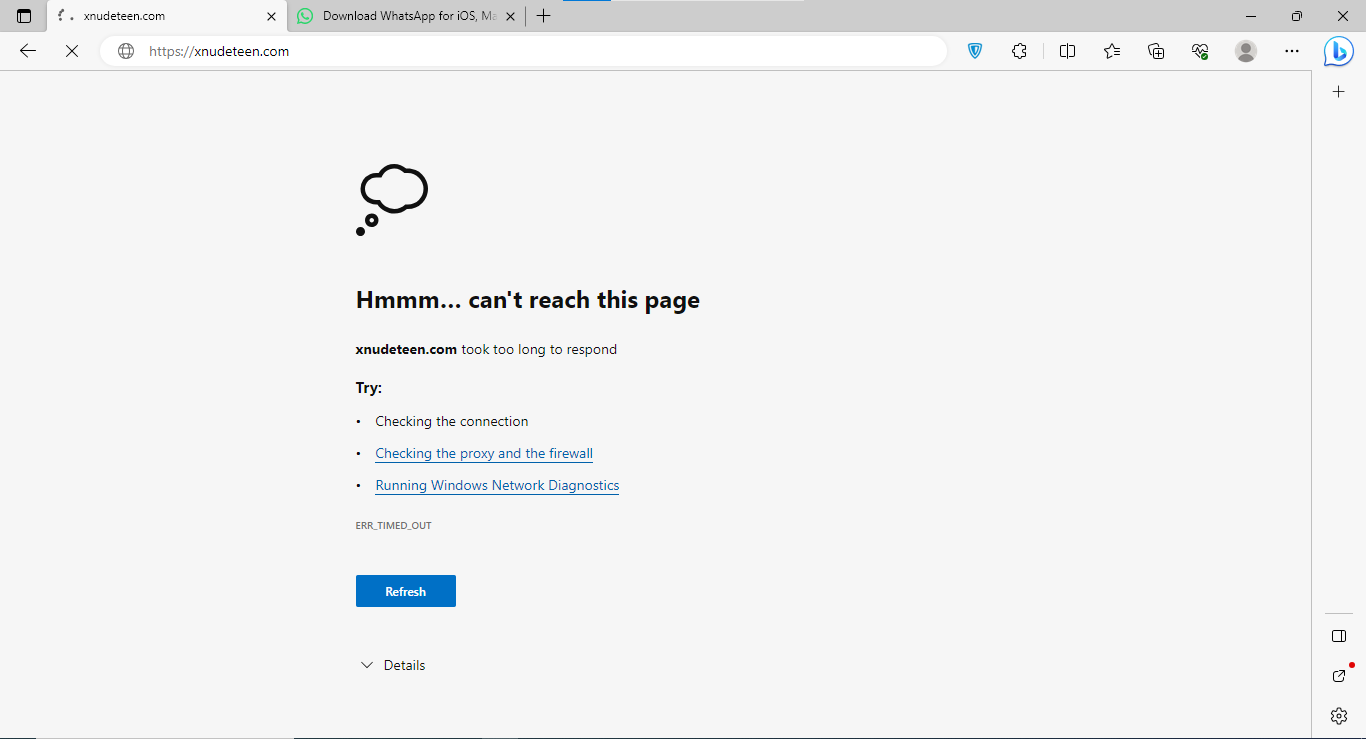 xnudeteen.com
Download WhatsApp for iOS, Ma
https://xnudeteen.com
Hmmm… can't reach this page
xnudeteen.com took too long to respond
Try:
• Checking the connection
• Checking the proxy and the firewall
• Running Windows Network Diagnostics
ERR_TIMED_OUT
Refresh
Details